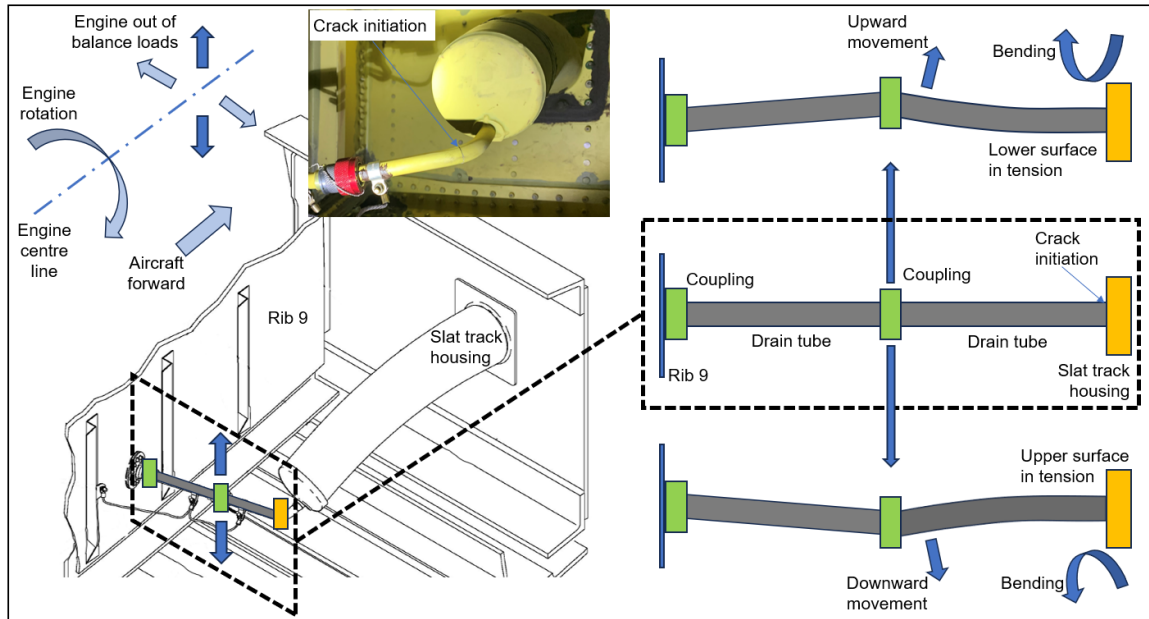 Engine out of
balance loads
Engine
rotation
Engine
centre
line
Aircraft
forward
Crack initiation
Rib 9
Slat track
housing
Upward
movement
Bending
Lower surface
in tension
Crack
initiation
Coupling
Coupling
Drain tube
Drain tube
Rib 9
Slat track
housing
Upper surface
in tension
Downward
movement
Bending